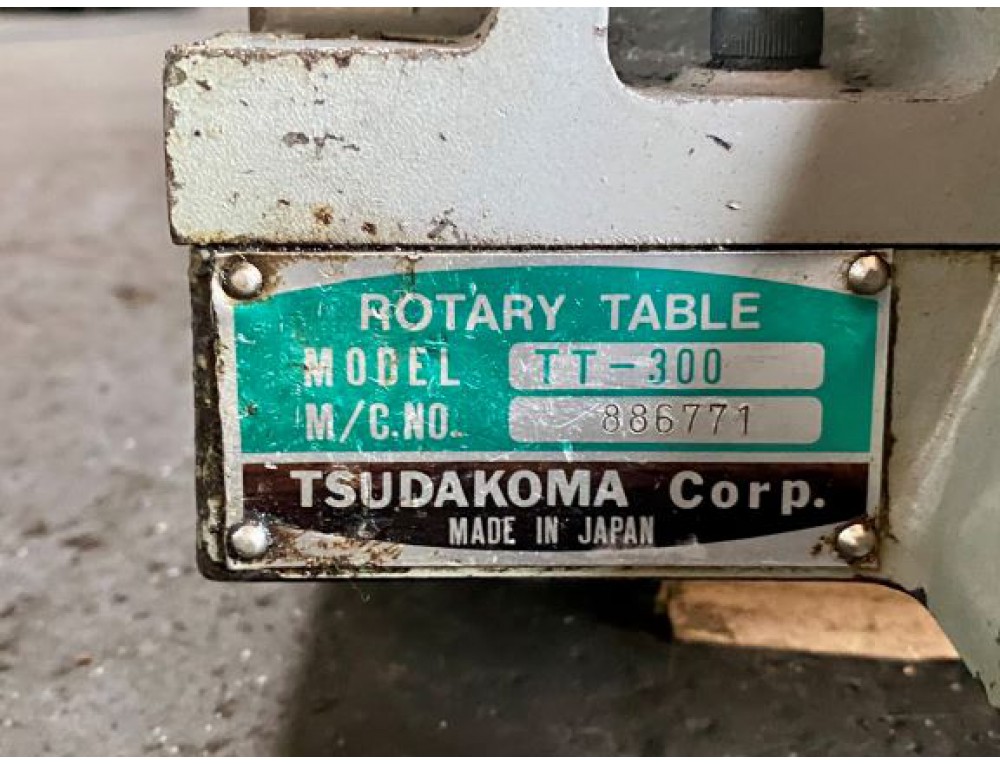 ROTARY TABLE
MODEL TT-300
M/C.NO. 886771
TSUDAKOMA Corp.
MADE IN JAPAN